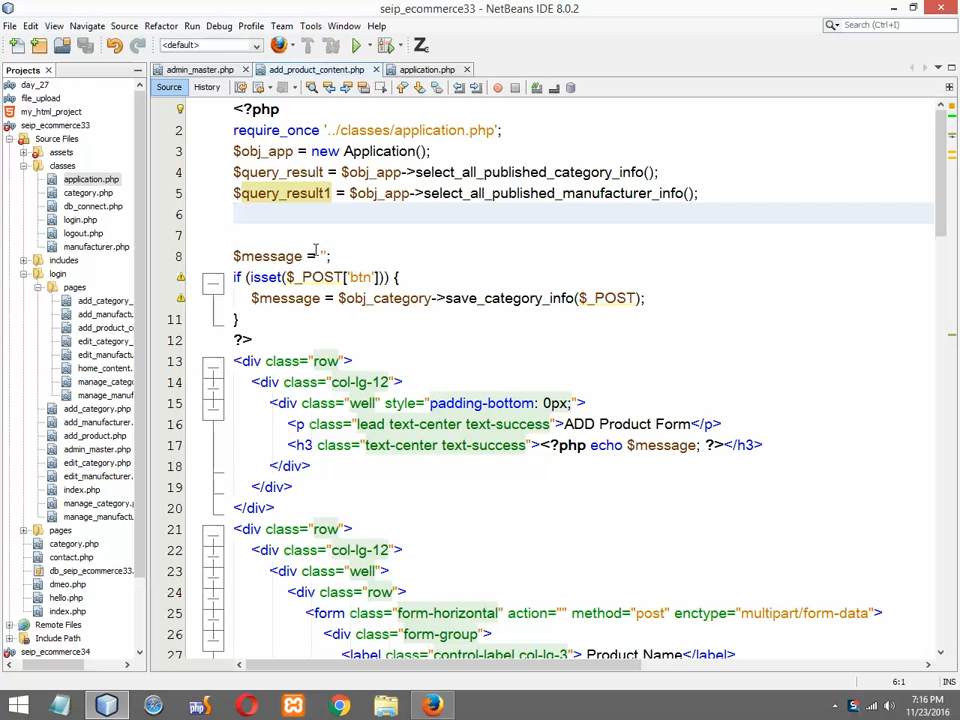 seip_ecommerce33 - NetBeans IDE 8.0.2
File Edit View Navigate Source Refactor Run Debug Profile Team Tools Window Help
Search (Ctrl+I)
<default>
Projects
admin_master.php
add_product_content.php
application.php
Source History
day_27
file_upload
my_html_project
seip_ecommerce33
Source Files
assets
classes
application.php
category.php
db_connect.php
login.php
logout.php
manufacturer.php
includes
login
pages
add_category_
add_manufactu
add_product_c
edit_category_
edit_manufact
home_content.
manage_catego
manage_manuf
add_category.php
add_manufacturer.
add_product.php
admin_master.php
edit_category.php
edit_manufacturer.
index.php
manage_category.p
manage_manufactu
pages
category.php
contact.php
db_seip_ecommerce33.
dmeo.php
hello.php
index.php
Remote Files
Include Path
seip_ecommerce34
<?php
2 require_once '../classes/application.php';
3 $obj_app = new Application();
4 $query_result = $obj_app->select_all_published_category_info();
5 $query_result1 = $obj_app->select_all_published_manufacturer_info();
6
7
8 $message = '';
if (isset($_POST['btn'])) {
$message = $obj_category->save_category_info($_POST);
11 }
12 ?>
13 <div class="row">
14 <div class="col-lg-12">
15 <div class="well" style="padding-bottom: 0px;">
16 <p class="lead text-center text-success">ADD Product Form</p>
17 <h3 class="text-center text-success"><?php echo $message; ?></h3>
18 </div>
19 </div>
20 </div>
21 <div class="row">
22 <div class="col-lg-12">
23 <div class="well">
24 <div class="row">
25 <form class="form-horizontal" action="" method="post" enctype="multipart/form-data">
26 <div class="form-group">
27 <label class="control-label col-lg-3"> Product Name</label>
6:1 INS
7:16 PM
11/23/2016